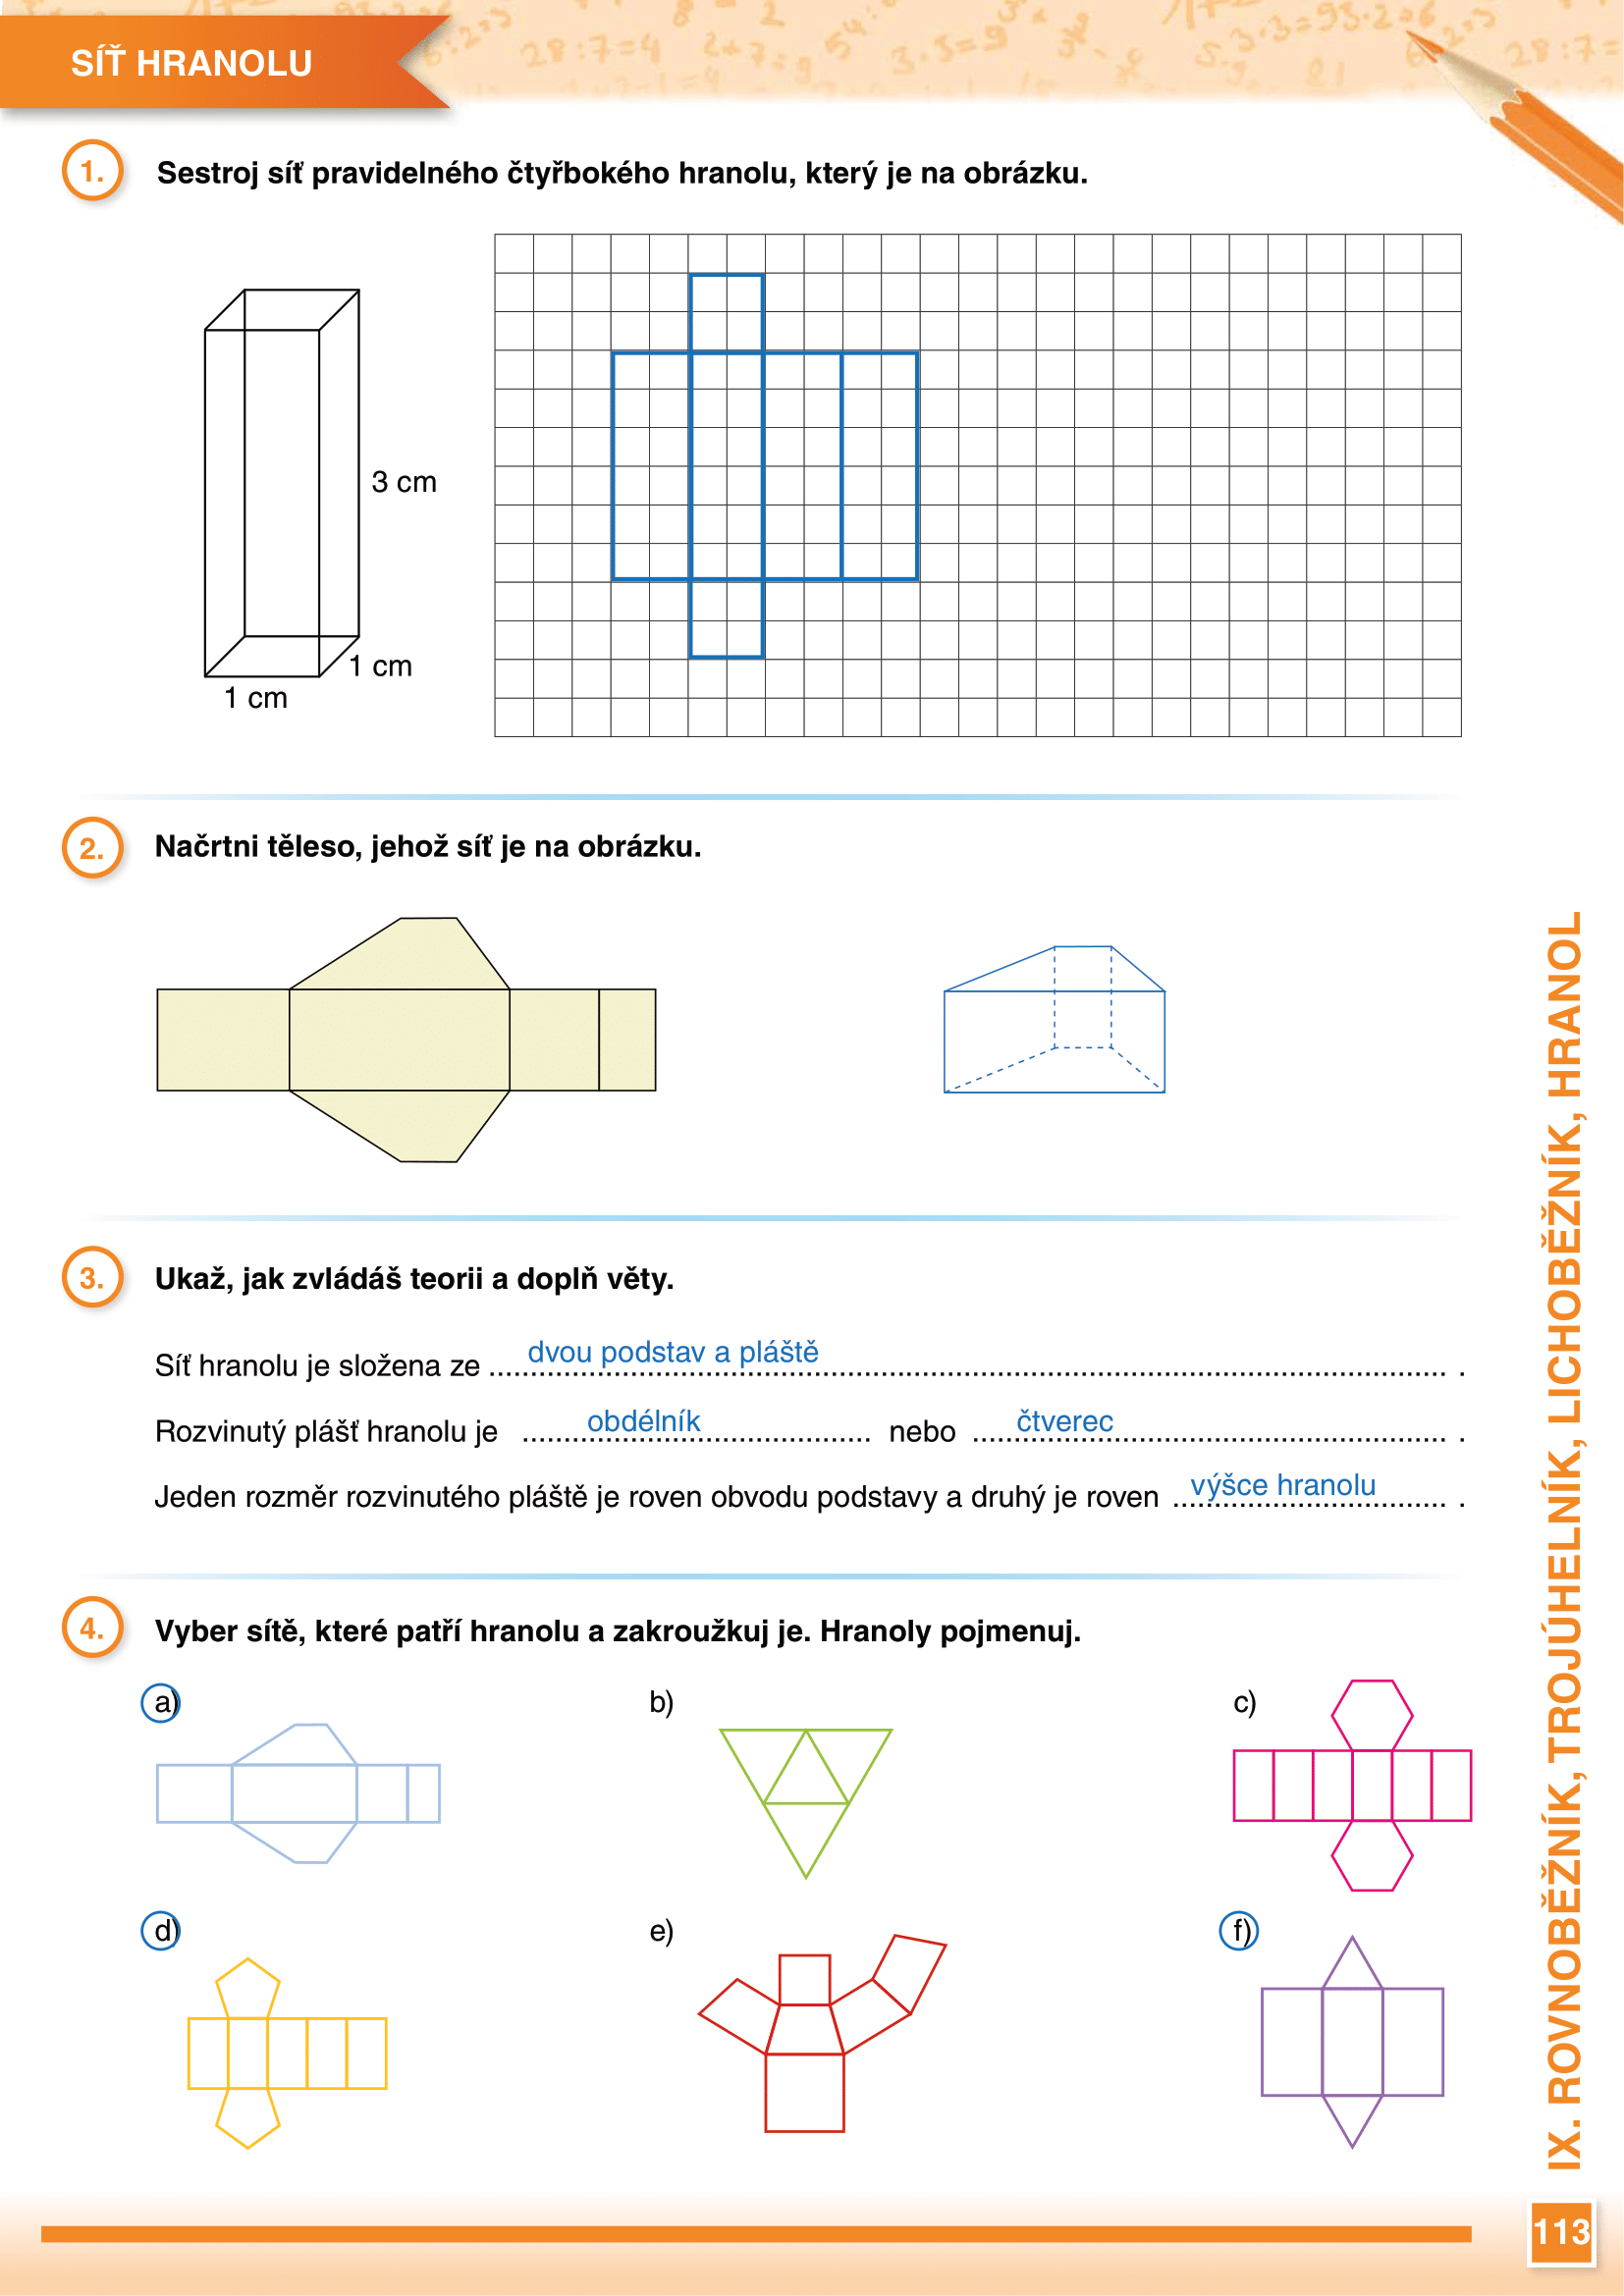 SÍŤ HRANOLU
1. Sestroj síť pravidelného čtyřbokého hranolu, který je na obrázku.
3 cm
1 cm
1 cm
2. Načrtni těleso, jehož síť je na obrázku.
3. Ukaž, jak zvládáš teorii a doplň věty.
Síť hranolu je složena ze dvou podstav a pláště .
Rozvinutý plášť hranolu je obdélník nebo čtverec .
Jeden rozměr rozvinutého pláště je roven obvodu podstavy a druhý je roven výšce hranolu .
4. Vyber sítě, které patří hranolu a zakroužkuj je. Hranoly pojmenuj.
a) b) c)
d) e) f)
IX. ROVNOBĚŽNÍK, TROJÚHELNÍK, LICHOBĚŽNÍK, HRANOL
113